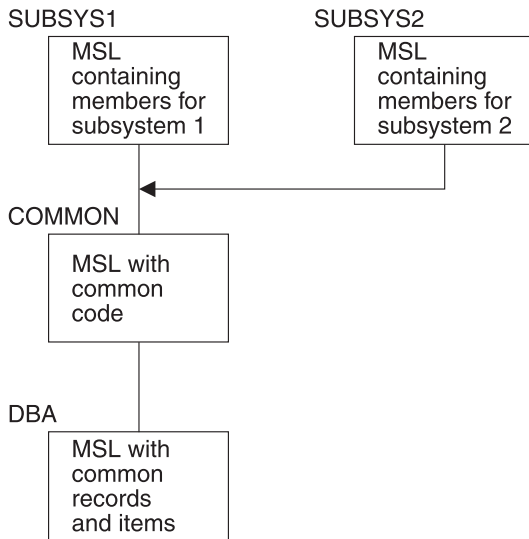 SUBSYS1
MSL
containing
members for
subsystem 1
SUBSYS2
MSL
containing
members for
subsystem 2
COMMON
MSL with
common
code
DBA
MSL with
common
records
and items